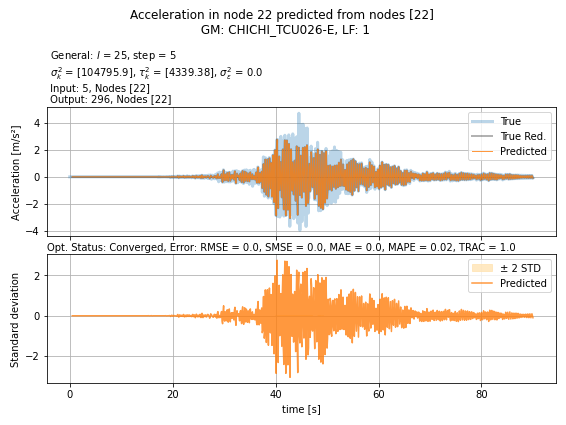 Acceleration in node 22 predicted from nodes [22]
GM: CHICHI_TCU026-E, LF: 1
General: l = 25, step = 5
σ²ₖ = [104795.9], τ²ₖ = [4339.38], σ²ε = 0.0
Input: 5, Nodes [22]
Output: 296, Nodes [22]
Acceleration [m/s²]
4
2
0
−2
−4
True
True Red.
Predicted
Opt. Status: Converged, Error: RMSE = 0.0, SMSE = 0.0, MAE = 0.0, MAPE = 0.02, TRAC = 1.0
Standard deviation
2
0
−2
± 2 STD
Predicted
0 20 40 60 80
time [s]